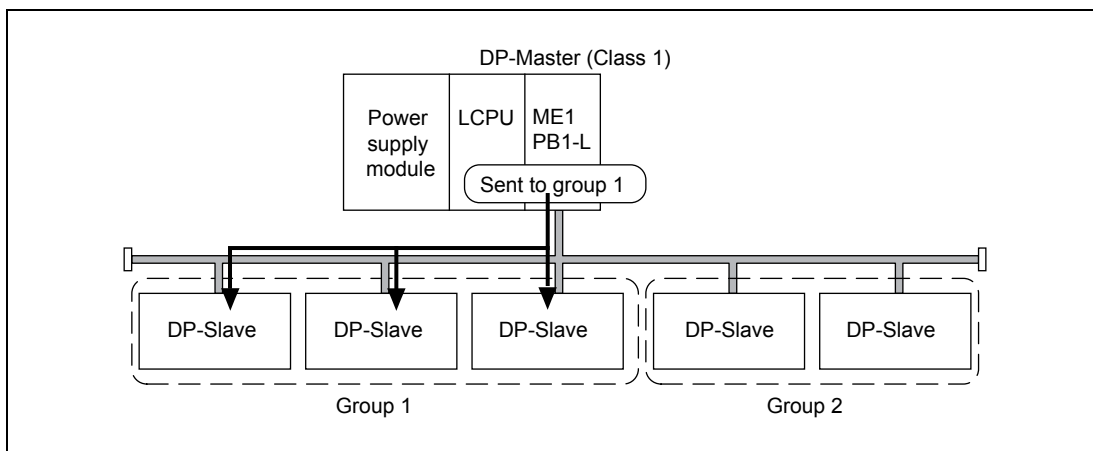 DP-Master (Class 1)
Power
supply
module
LCPU
ME1
PB1-L
Sent to group 1
DP-Slave
DP-Slave
DP-Slave
DP-Slave
DP-Slave
Group 1
Group 2